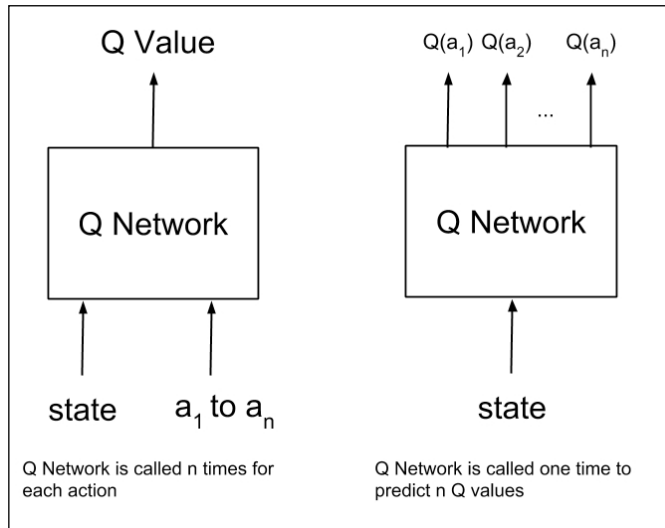 Q Value
Q Network
state
a₁ to aₙ
Q Network is called n times for
each action
Q(a₁) Q(a₂) ... Q(aₙ)
Q Network
state
Q Network is called one time to
predict n Q values